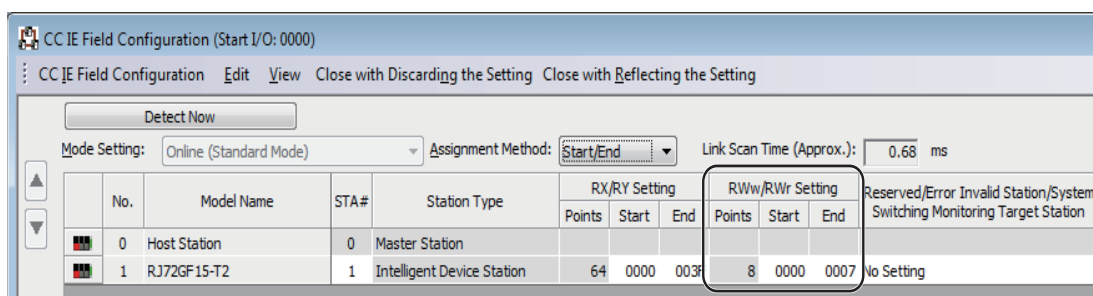 CC IE Field Configuration (Start I/O: 0000)
CC IE Field Configuration Edit View Close with Discarding the Setting Close with Reflecting the Setting
Detect Now
Mode Setting: Online (Standard Mode) Assignment Method: Start/End Link Scan Time (Approx.): 0.68 ms
No. Model Name STA# Station Type RX/RY Setting RWw/RWr Setting Reserved/Error Invalid Station/System
Points Start End Points Start End Switching Monitoring Target Station
0 Host Station 0 Master Station
1 RJ72GF15-T2 1 Intelligent Device Station 64 0000 003F 8 0000 0007 No Setting